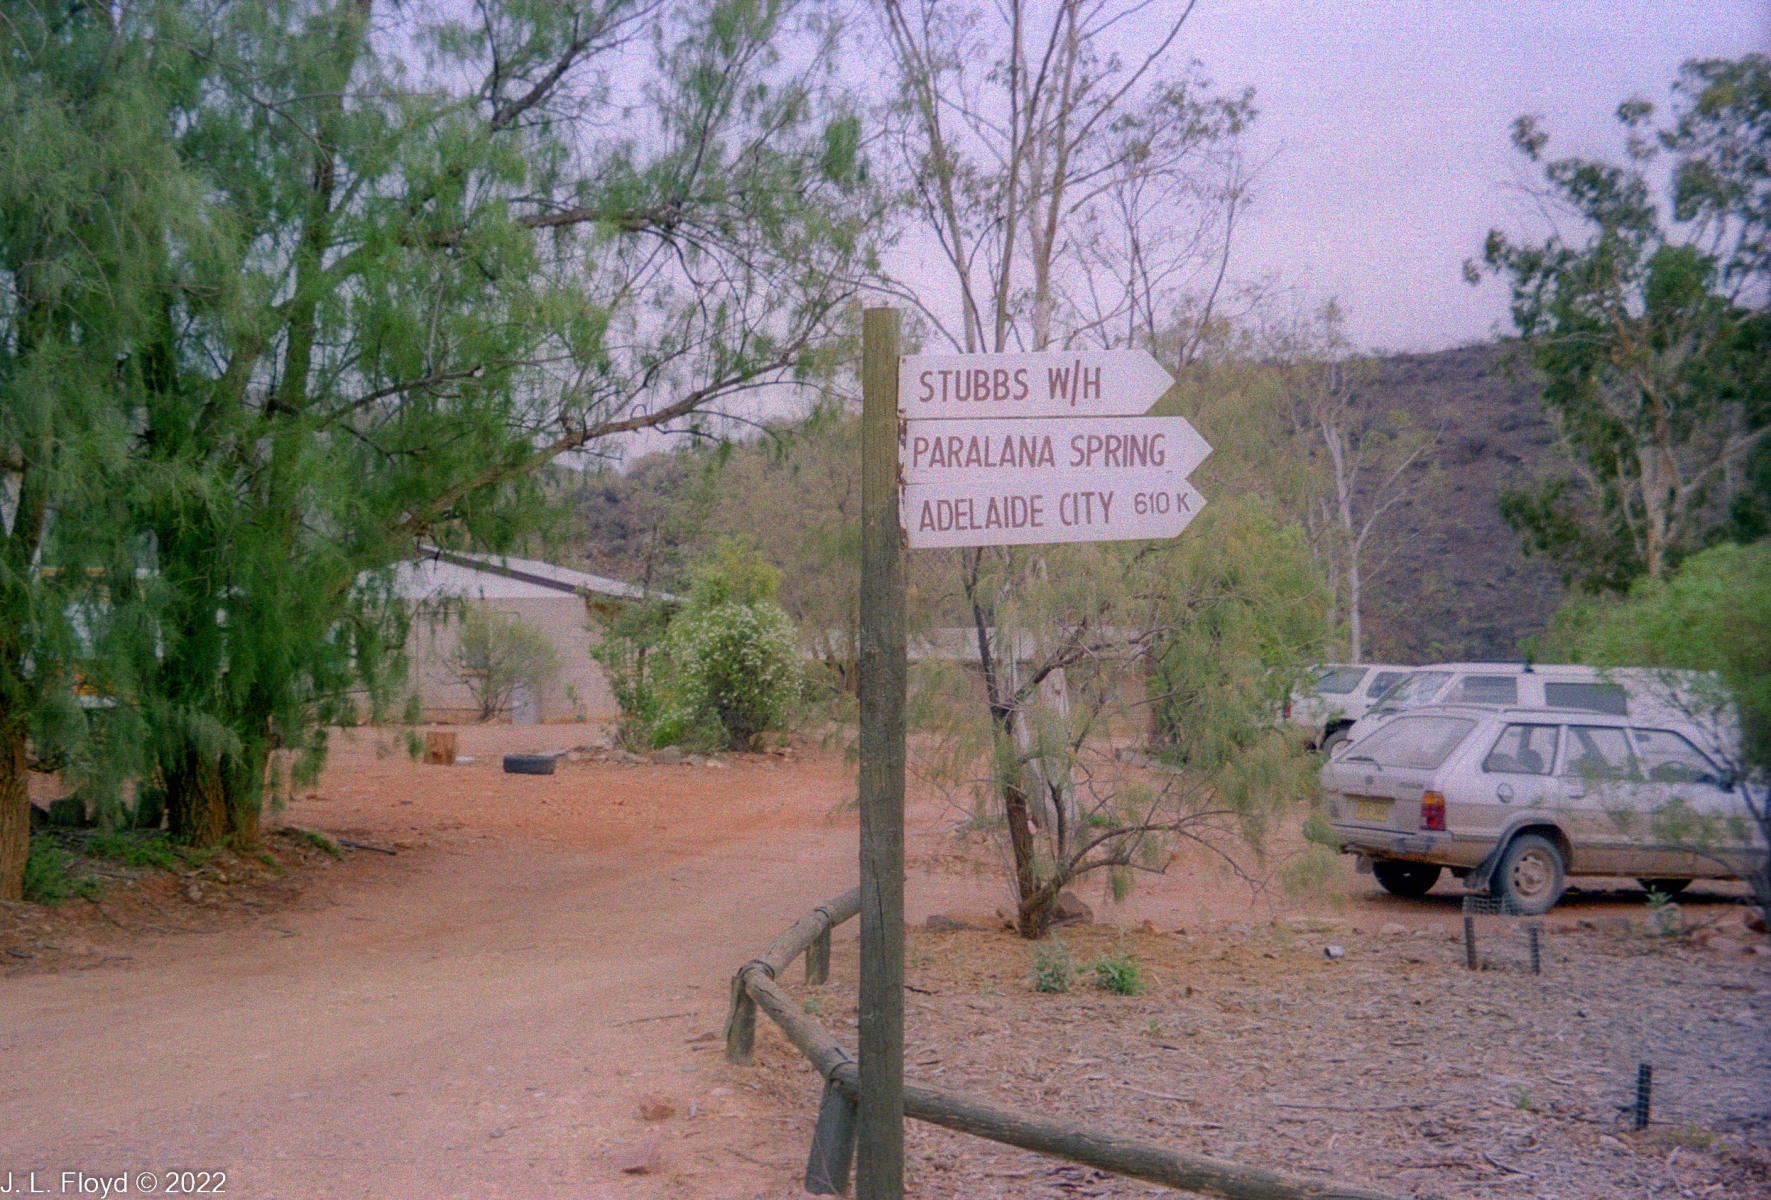 STUBBS W/H
PARALANA SPRING
ADELAIDE CITY 610 K
J. L. Floyd © 2022